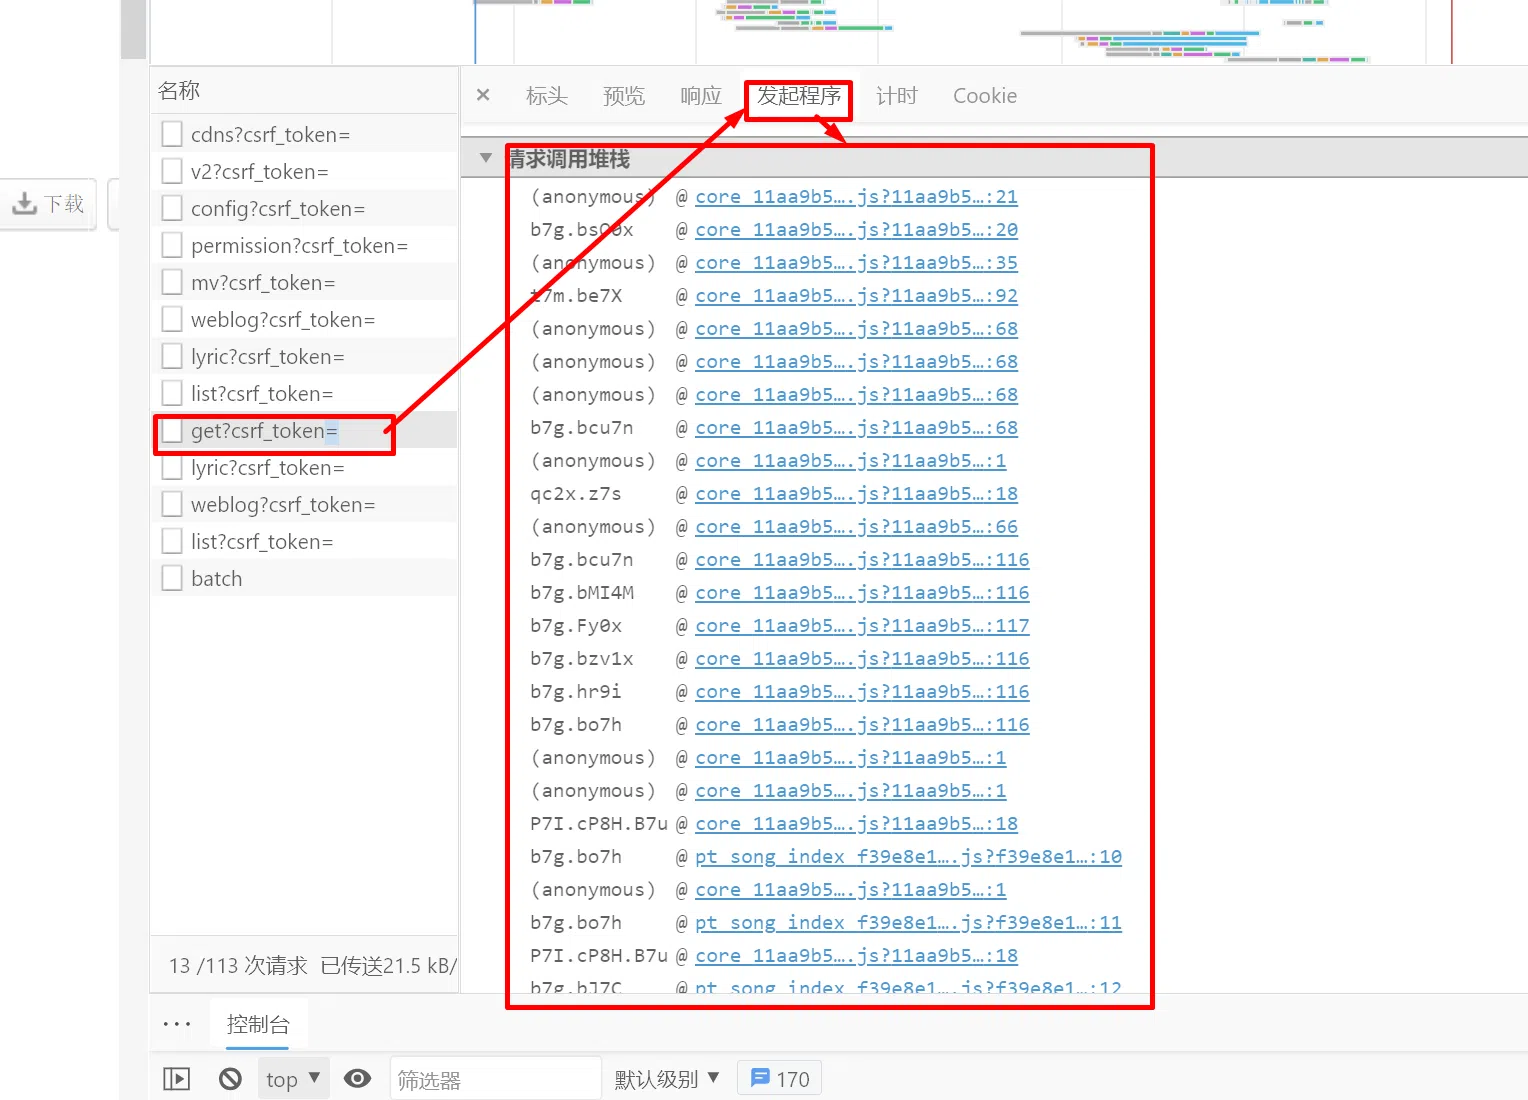 下载
名称
cdns?csrf_token=
v2?csrf_token=
config?csrf_token=
permission?csrf_token=
mv?csrf_token=
weblog?csrf_token=
lyric?csrf_token=
list?csrf_token=
get?csrf_token=
lyric?csrf_token=
weblog?csrf_token=
list?csrf_token=
batch
13 /113 次请求 已传送21.5 kB/
× 标头 预览 响应 发起程序 计时 Cookie
▼ 请求调用堆栈
(anonymous) @ core_11aa9b5….js?11aa9b5…:21
b7g.bsO0x @ core_11aa9b5….js?11aa9b5…:20
(anonymous) @ core_11aa9b5….js?11aa9b5…:35
t7m.be7X @ core_11aa9b5….js?11aa9b5…:92
(anonymous) @ core_11aa9b5….js?11aa9b5…:68
(anonymous) @ core_11aa9b5….js?11aa9b5…:68
(anonymous) @ core_11aa9b5….js?11aa9b5…:68
b7g.bcu7n @ core_11aa9b5….js?11aa9b5…:68
(anonymous) @ core_11aa9b5….js?11aa9b5…:1
qc2x.z7s @ core_11aa9b5….js?11aa9b5…:18
(anonymous) @ core_11aa9b5….js?11aa9b5…:66
b7g.bcu7n @ core_11aa9b5….js?11aa9b5…:116
b7g.bMI4M @ core_11aa9b5….js?11aa9b5…:116
b7g.Fy0x @ core_11aa9b5….js?11aa9b5…:117
b7g.bzv1x @ core_11aa9b5….js?11aa9b5…:116
b7g.hr9i @ core_11aa9b5….js?11aa9b5…:116
b7g.bo7h @ core_11aa9b5….js?11aa9b5…:116
(anonymous) @ core_11aa9b5….js?11aa9b5…:1
(anonymous) @ core_11aa9b5….js?11aa9b5…:1
P7I.cP8H.B7u @ core_11aa9b5….js?11aa9b5…:18
b7g.bo7h @ pt_song_index_f39e8e1….js?f39e8e1…:10
(anonymous) @ core_11aa9b5….js?11aa9b5…:1
b7g.bo7h @ pt_song_index_f39e8e1….js?f39e8e1…:11
P7I.cP8H.B7u @ core_11aa9b5….js?11aa9b5…:18
b7g.bJ7C @ pt_song_index_f39e8e1….js?f39e8e1…:12
控制台
top ▼ 筛选器 默认级别 ▼ 170